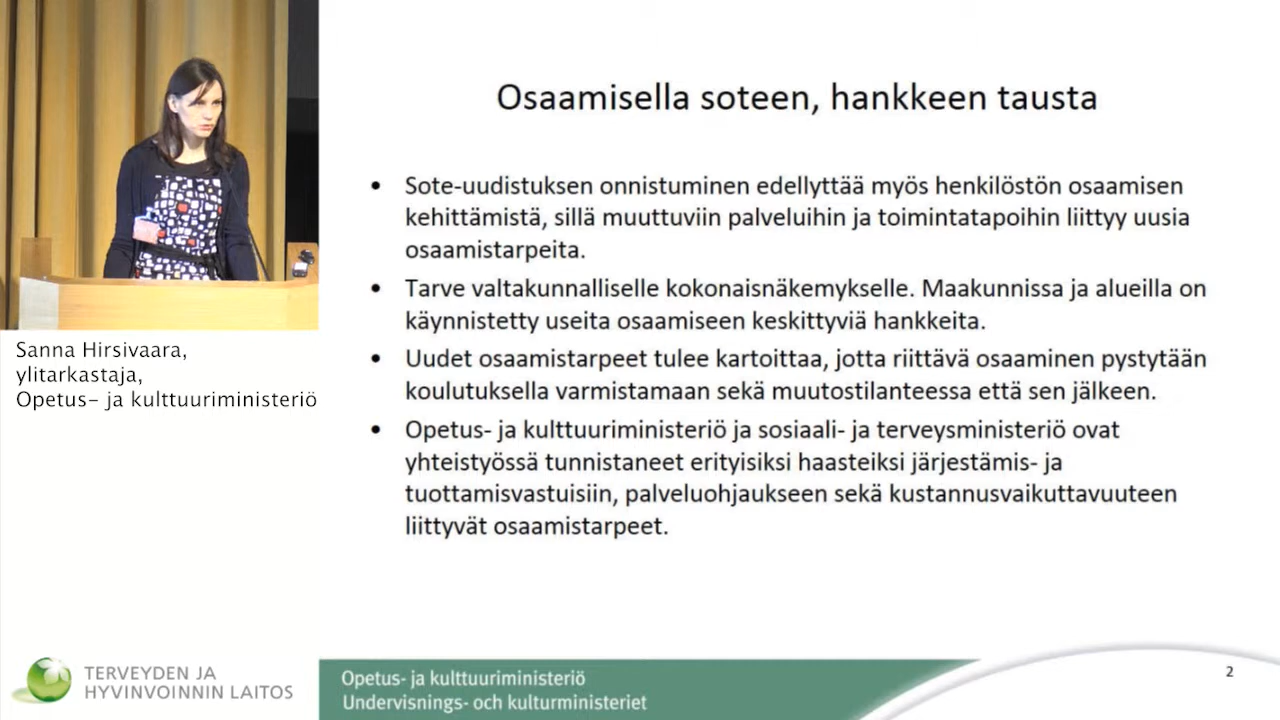 Osaamisella soteen, hankkeen tausta
• Sote-uudistuksen onnistuminen edellyttää myös henkilöstön osaamisen
kehittämistä, sillä muuttuviin palveluihin ja toimintatapoihin liittyy uusia
osaamistarpeita.
• Tarve valtakunnalliselle kokonaisnäkemykselle. Maakunnissa ja alueilla on
käynnistetty useita osaamiseen keskittyviä hankkeita.
• Uudet osaamistarpeet tulee kartoittaa, jotta riittävä osaaminen pystytään
koulutuksella varmistamaan sekä muutostilanteessa että sen jälkeen.
• Opetus- ja kulttuuriministeriö ja sosiaali- ja terveysministeriö ovat
yhteistyössä tunnistaneet erityisiksi haasteiksi järjestämis- ja
tuottamisvastuisiin, palveluohjaukseen sekä kustannusvaikuttavuuteen
liittyvät osaamistarpeet.
Sanna Hirsivaara,
ylitarkastaja,
Opetus- ja kulttuuriministeriö
TERVEYDEN JA
HYVINVOINNIN LAITOS
Opetus- ja kulttuuriministeriö
Undervisnings- och kulturministeriet
2